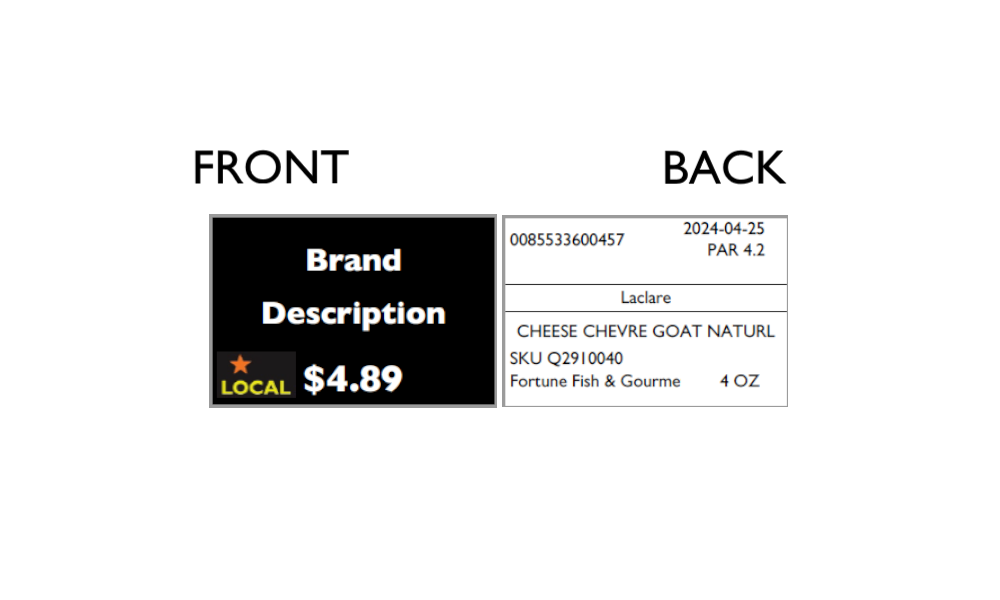 FRONT
BACK
Brand
Description
LOCAL $4.89
0085533600457
2024-04-25
PAR 4.2
Laclare
CHEESE CHEVRE GOAT NATURL
SKU Q2910040
Fortune Fish & Gourme 4 OZ